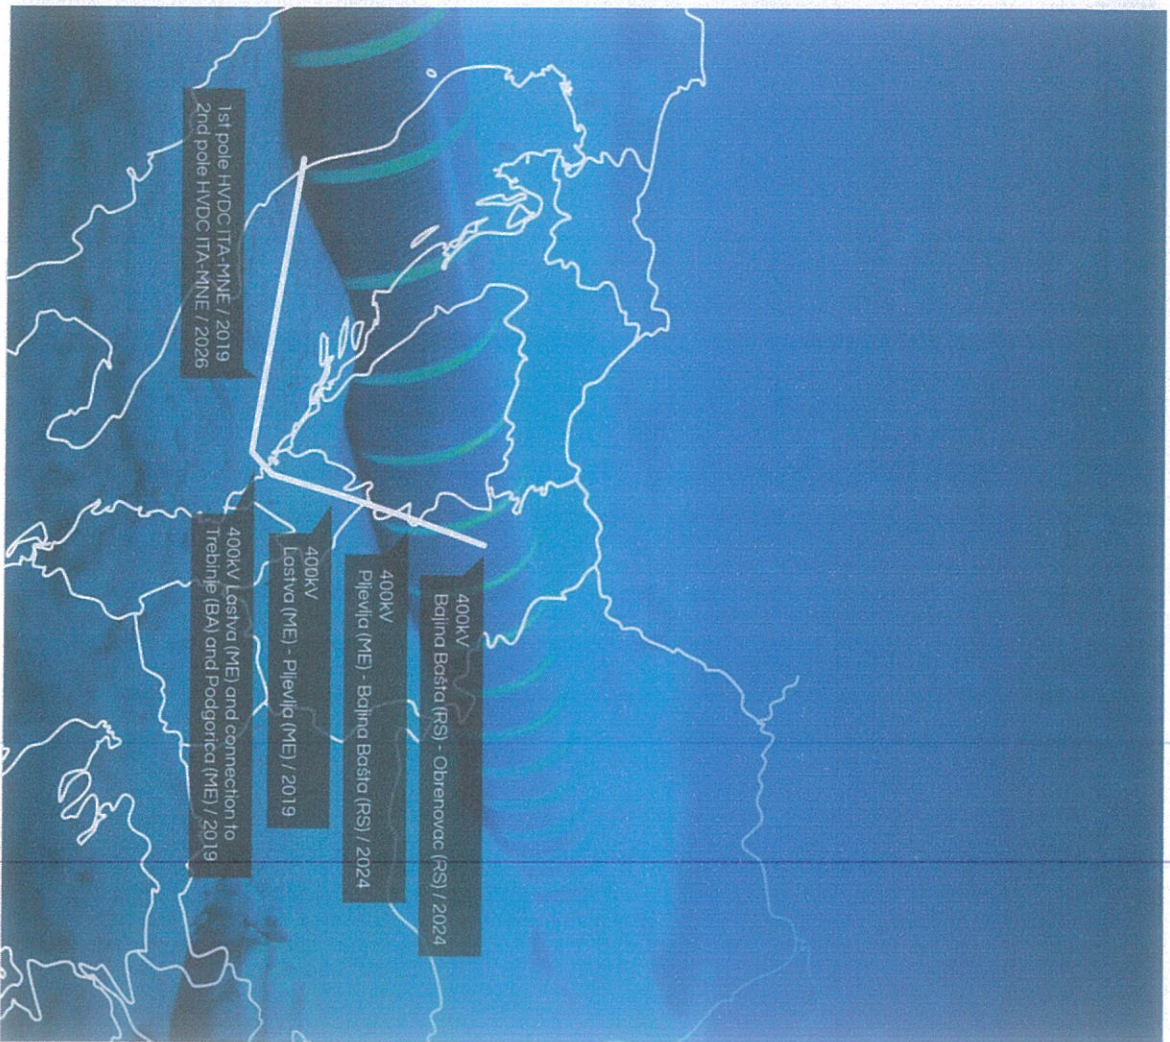 400kV
Bajina Bašta (RS) - Obrenovac (RS) / 2024
400kV
Pljevlja (ME) - Bajina Bašta (RS) / 2024
400kV
Lastva (ME) - Pljevlja (ME) / 2019
400kV Lastva (ME) and connection to
Trebinje (BA) and Podgorica (ME) / 2019
1st pole HVDC ITA-MNE / 2019
2nd pole HVDC ITA-MNE / 2026